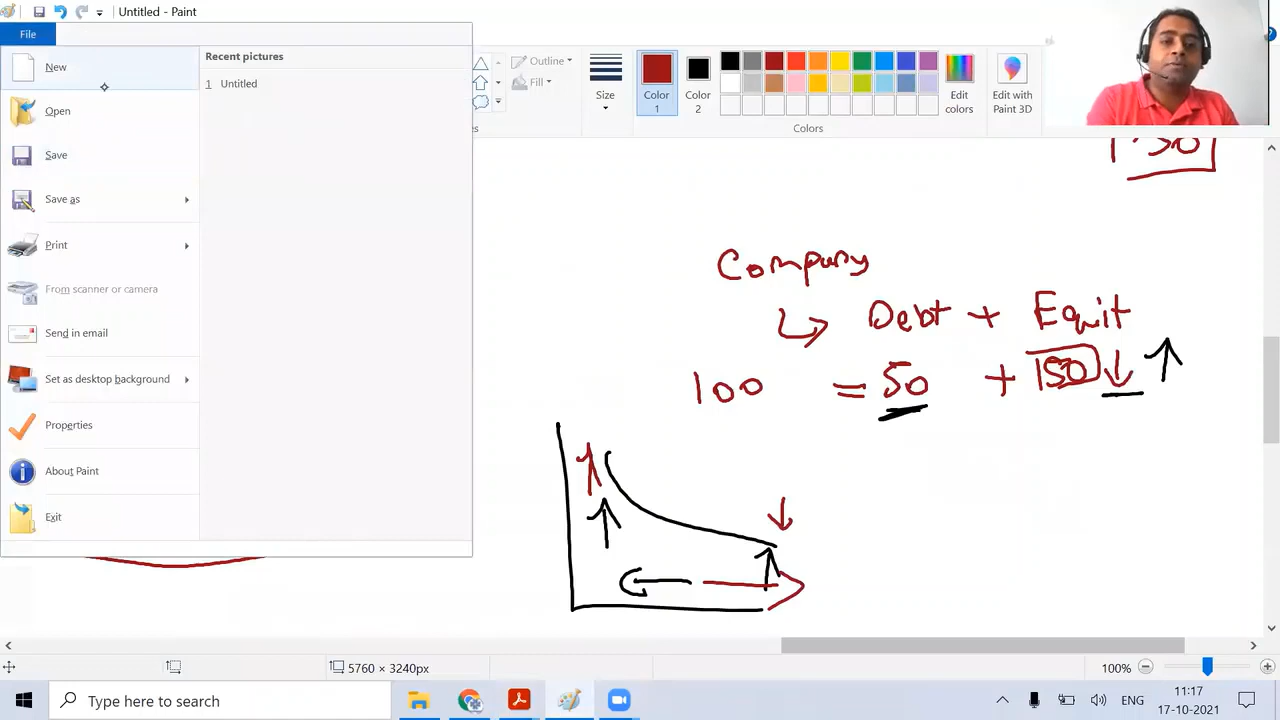 Untitled - Paint
File
Recent pictures
New
1 Untitled
Open
Save
Save as
Print
From scanner or camera
Send in email
Set as desktop background
Properties
About Paint
Exit
Outline
Fill
Size
Color
1
Color
2
Edit
colors
Edit with
Paint 3D
Colors
Company
Debt + Equit
100 = 50 + 50
5760 × 3240px
100%
Type here to search
ENG
11:17
17-10-2021